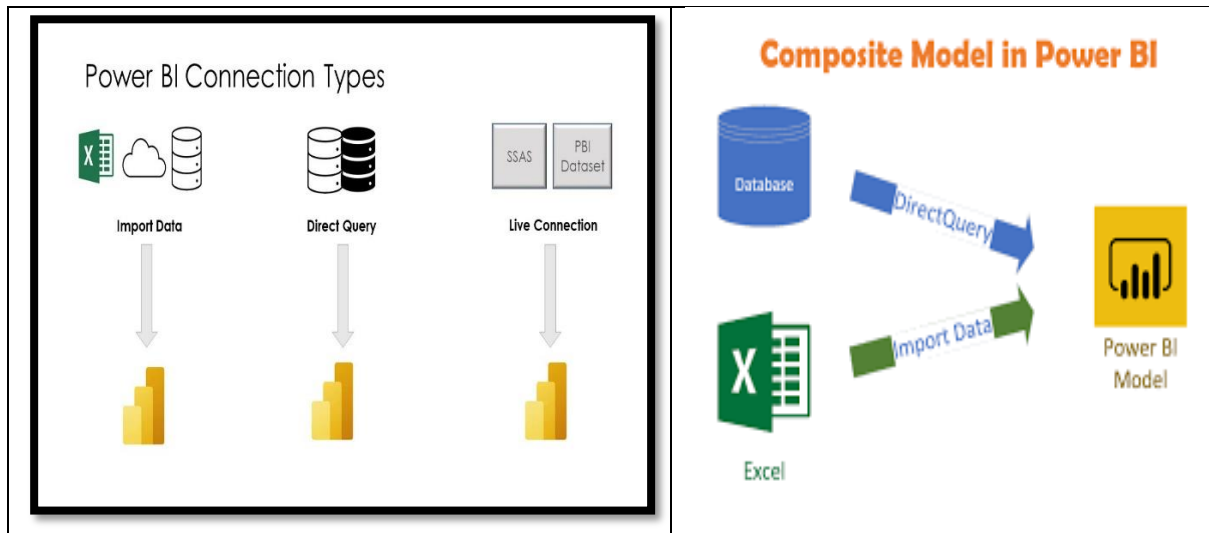 Power BI Connection Types
X
SSAS
PBI
Dataset
Import Data
Direct Query
Live Connection
Composite Model in Power BI
Database
DirectQuery
Import Data
X
Excel
Power BI
Model